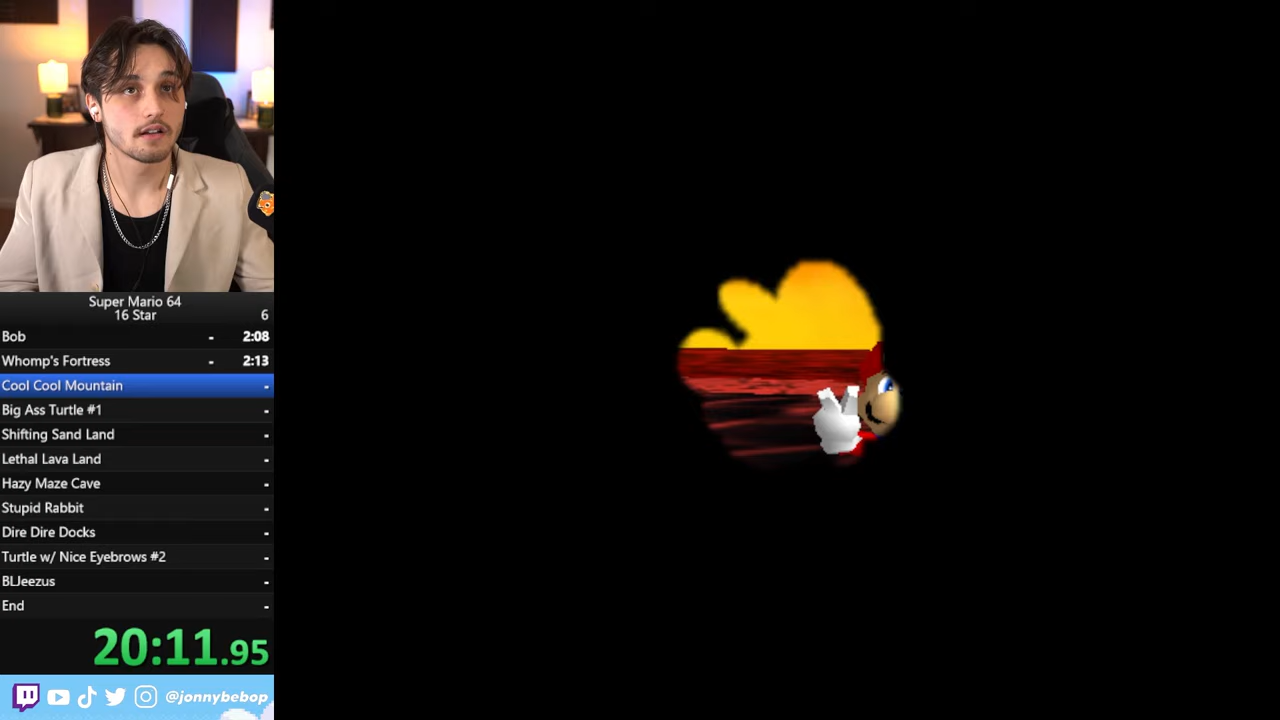 Super Mario 64
16 Star 6
Bob - 2:08
Whomp's Fortress - 2:13
Cool Cool Mountain -
Big Ass Turtle #1 -
Shifting Sand Land -
Lethal Lava Land -
Hazy Maze Cave -
Stupid Rabbit -
Dire Dire Docks -
Turtle w/ Nice Eyebrows #2 -
BLJeezus -
End -
20:11.95
@jonnybebop